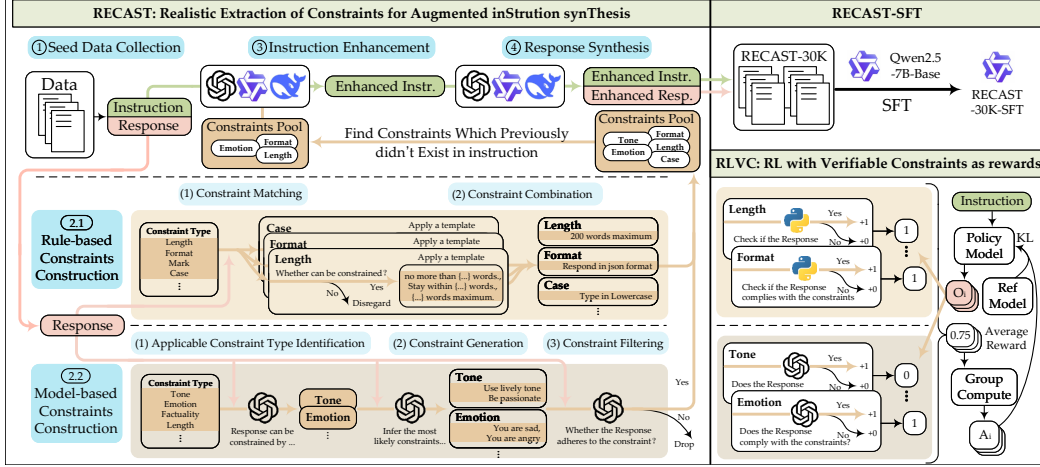 RECAST: Realistic Extraction of Constraints for Augmented inStrution synThesis
①Seed Data Collection
③Instruction Enhancement
④ Response Synthesis
Data
Instruction
Response
Enhanced Instr.
Enhanced Instr.
Enhanced Resp.
Constraints Pool
Emotion
Format
Length
Find Constraints Which Previously
didn't Exist in instruction
Constraints Pool
Tone
Emotion
Format
Length
Case
2.1
Rule-based
Constraints
Construction
(1) Constraint Matching
(2) Constraint Combination
Constraint Type
Length
Format
Mark
Case
⋮
Case
Apply a template
Format
Apply a template
Length
Apply a template
Whether can be constrained?
Yes
No
Disregard
no more than {...} words.,
Stay within {...} words.,
{...} words maximum.
Length
200 words maximum
Format
Respond in json format
Case
Type in Lowercase
⋮
Response
2.2
Model-based
Constraints
Construction
(1) Applicable Constraint Type Identification
(2) Constraint Generation
(3) Constraint Filtering
Constraint Type
Tone
Emotion
Factuality
Length
⋮
Response can be
constrained by ...
Tone
Emotion
⋮
Infer the most
likely constraints...
Tone
Use lively tone
Be passionate
Emotion
You are sad,
You are angry
⋮
Whether the Response
adheres to the constraint?
Yes
No
Drop
RECAST-SFT
RECAST-30K
Qwen2.5
-7B-Base
SFT
RECAST
-30K-SFT
RLVC: RL with Verifiable Constraints as rewards
Length
Yes
+1
Check if the Response
No
+0
1
⋮
Format
Yes
+1
Check if the Response
complies with the constraints
No
+0
1
Tone
Yes
+1
Does the Response
No
+0
0
⋮
Emotion
Yes
+1
Does the Response
comply with the constraints?
No
+0
1
Instruction
Policy
Model
KL
Ref
Model
Oᵢ
0.75
Average
Reward
Group
Compute
Aᵢ